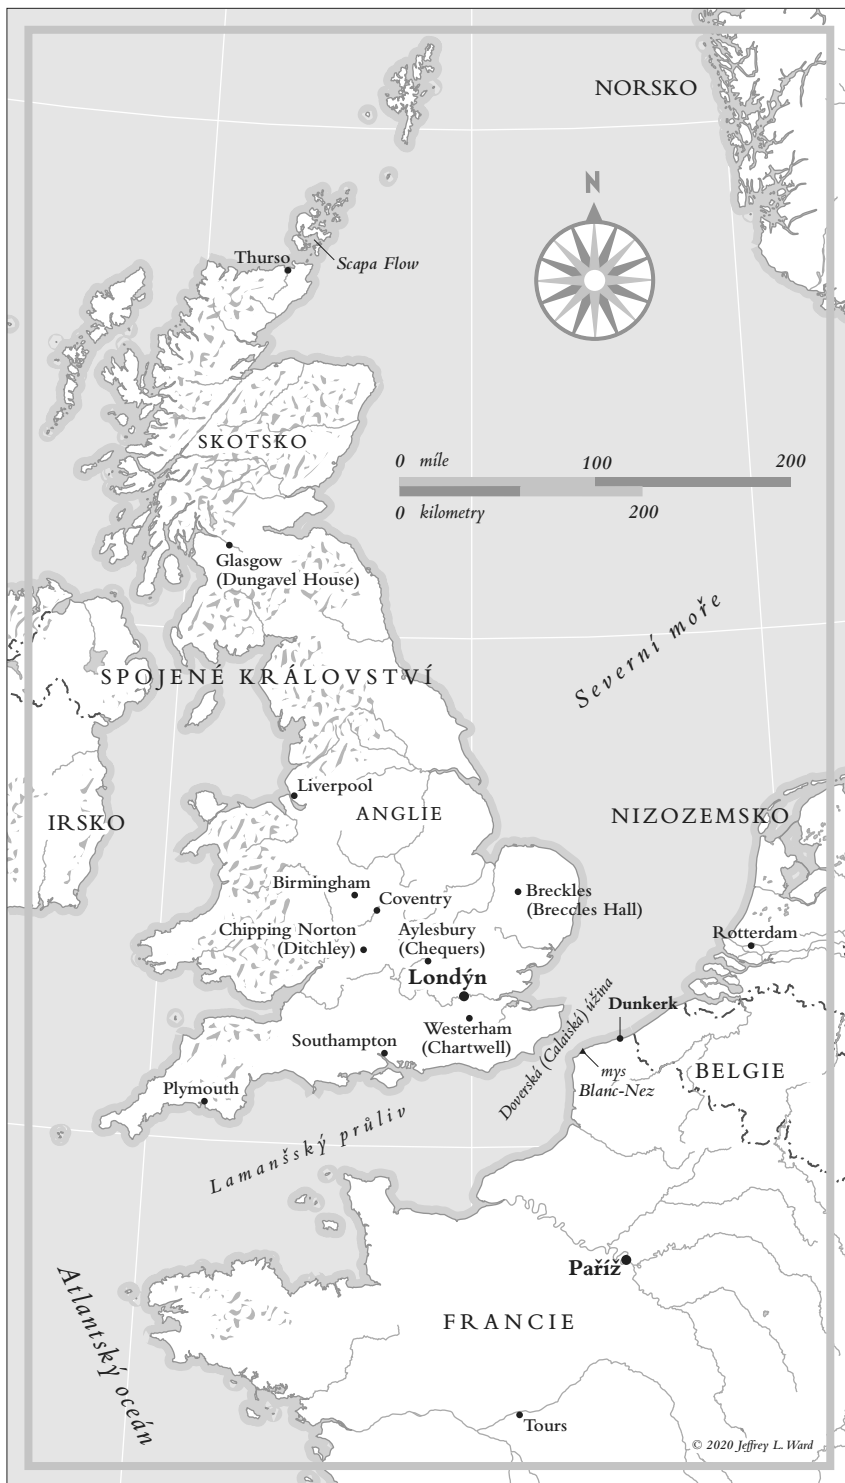 NORSKO
N
Thurso
Scapa Flow
SKOTSKO
0 míle 100 200
0 kilometry 200
Glasgow
(Dungavel House)
Severní moře
SPOJENÉ KRÁLOVSTVÍ
Liverpool
ANGLIE
IRSKO
NIZOZEMSKO
Birmingham
Coventry
Breckles
(Breccles Hall)
Chipping Norton
(Ditchley)
Aylesbury
(Chequers)
Rotterdam
Londýn
Doverská (Calaiská) úžina
Dunkerk
Westerham
(Chartwell)
Southampton
mys
Blanc-Nez
BELGIE
Plymouth
Lamanšský průliv
Paříž
Atlantský oceán
FRANCIE
Tours
© 2020 Jeffrey L. Ward